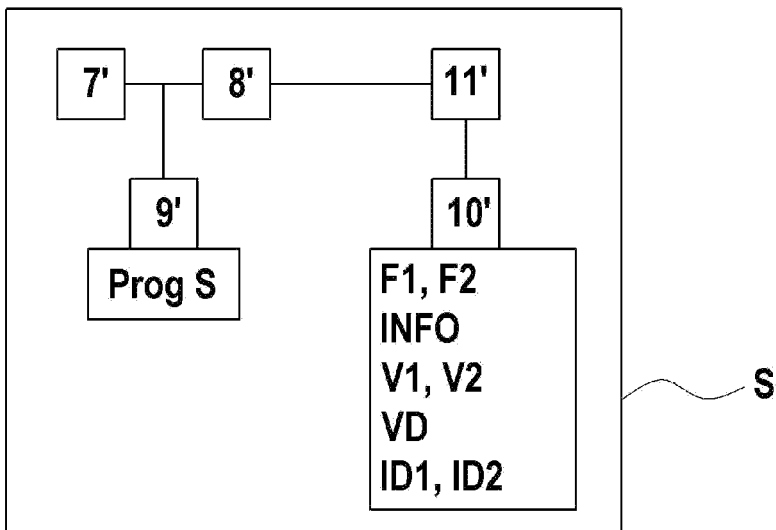 7'
8'
11'
9'
10'
Prog S
F1, F2
INFO
V1, V2
VD
ID1, ID2
S